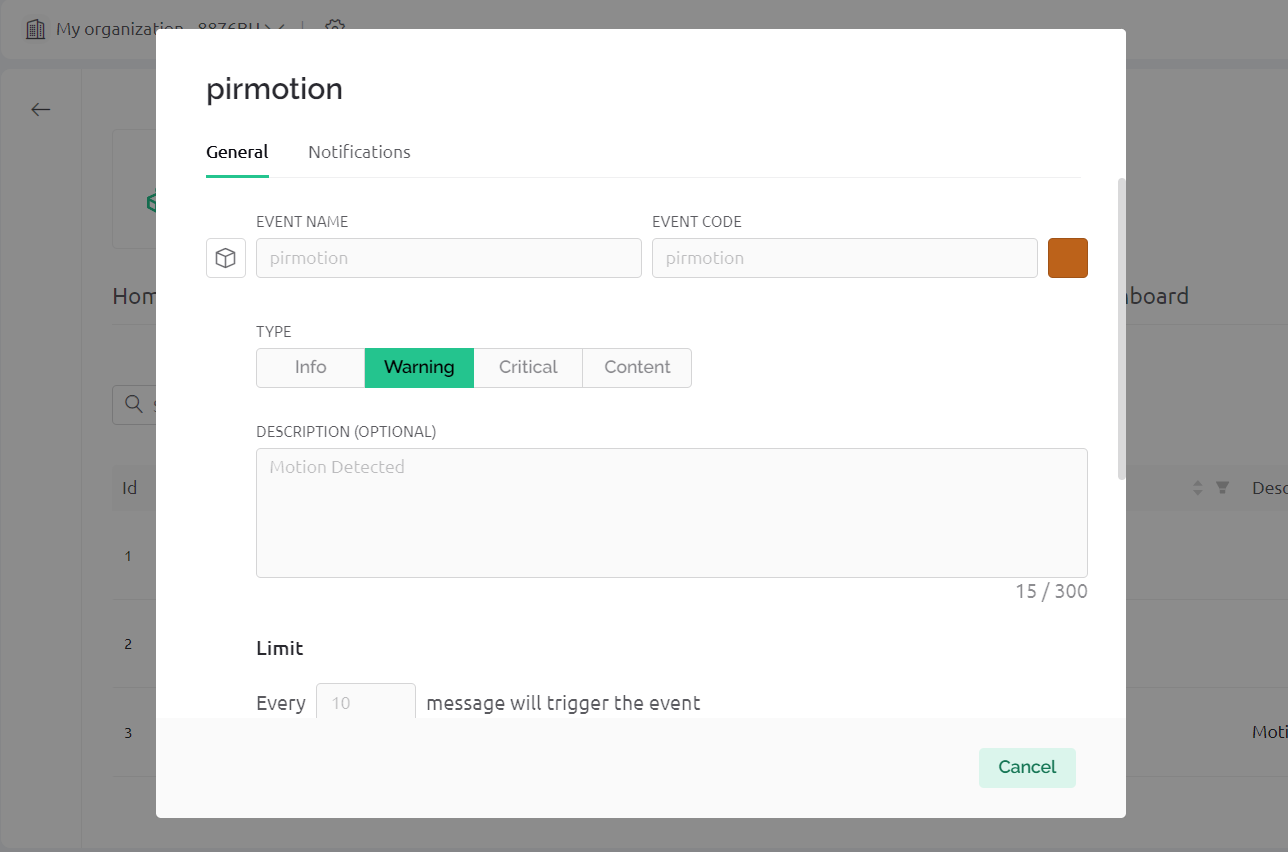 My organization - 8876BU
pirmotion
General Notifications
EVENT NAME EVENT CODE
pirmotion pirmotion
Hom board
TYPE
Info Warning Critical Content
DESCRIPTION (OPTIONAL)
Motion Detected
Id Desc
1
15 / 300
2
Limit
Every 10 message will trigger the event
3 Moti
Cancel